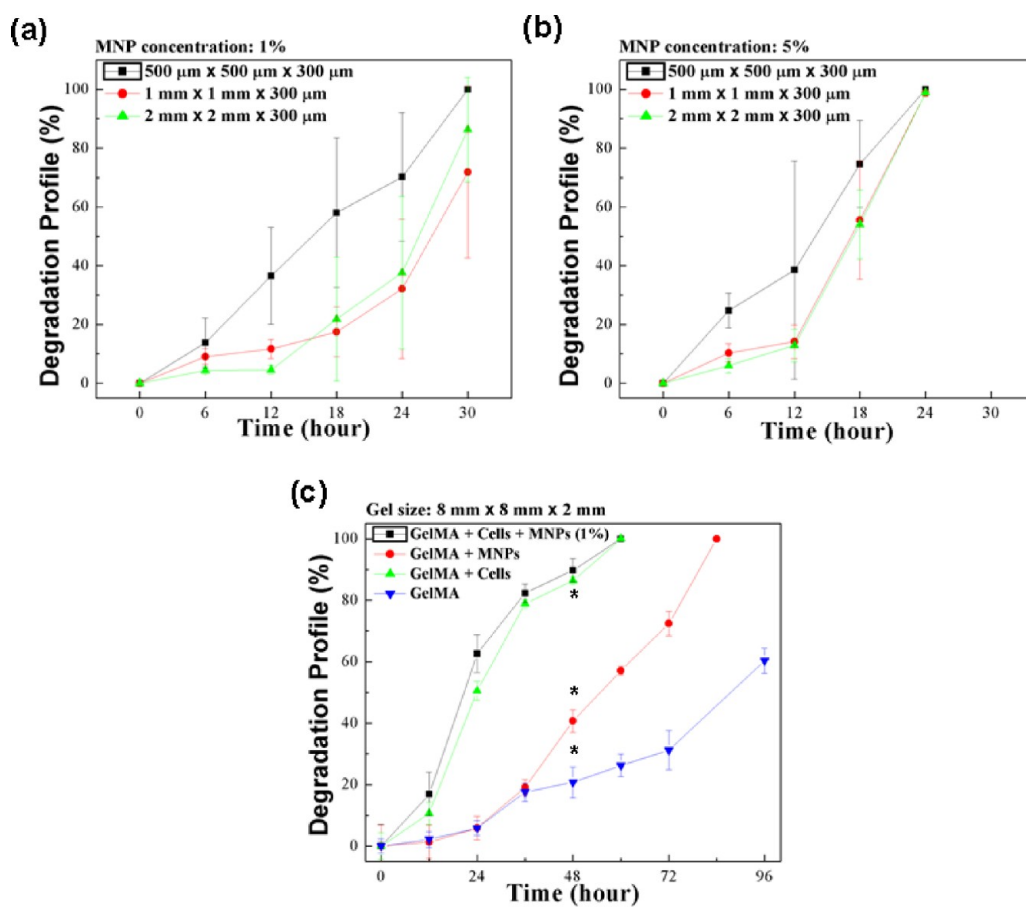 (a)
MNP concentration: 1%
500 μm x 500 μm x 300 μm
1 mm x 1 mm x 300 μm
2 mm x 2 mm x 300 μm
Degradation Profile (%)
100
80
60
40
20
0
0 6 12 18 24 30
Time (hour)
(b)
MNP concentration: 5%
500 μm x 500 μm x 300 μm
1 mm x 1 mm x 300 μm
2 mm x 2 mm x 300 μm
Degradation Profile (%)
100
80
60
40
20
0
0 6 12 18 24 30
Time (hour)
(c)
Gel size: 8 mm x 8 mm x 2 mm
GelMA + Cells + MNPs (1%)
GelMA + MNPs
GelMA + Cells
GelMA
Degradation Profile (%)
100
80
60
40
20
0
*
*
*
0 24 48 72 96
Time (hour)